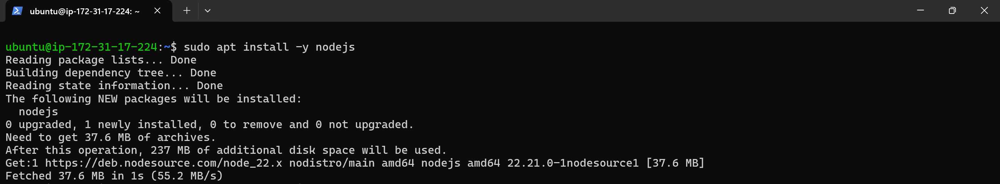 ubuntu@ip-172-31-17-224: ~
ubuntu@ip-172-31-17-224:~$ sudo apt install -y nodejs
Reading package lists... Done
Building dependency tree... Done
Reading state information... Done
The following NEW packages will be installed:
  nodejs
0 upgraded, 1 newly installed, 0 to remove and 0 not upgraded.
Need to get 37.6 MB of archives.
After this operation, 237 MB of additional disk space will be used.
Get:1 https://deb.nodesource.com/node_22.x nodistro/main amd64 nodejs amd64 22.21.0-1nodesource1 [37.6 MB]
Fetched 37.6 MB in 1s (55.2 MB/s)